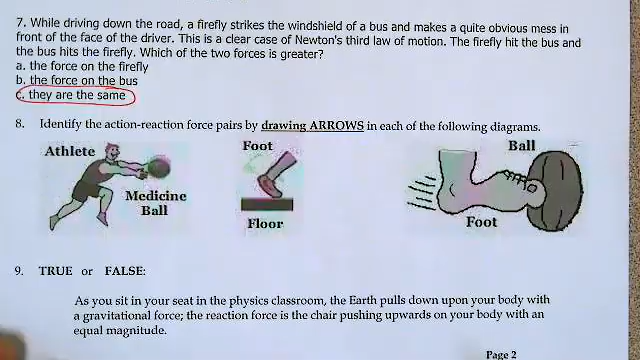 7. While driving down the road, a firefly strikes the windshield of a bus and makes a quite obvious mess in
front of the face of the driver. This is a clear case of Newton's third law of motion. The firefly hit the bus and
the bus hits the firefly. Which of the two forces is greater?
a. the force on the firefly
b. the force on the bus
c. they are the same
8. Identify the action-reaction force pairs by drawing ARROWS in each of the following diagrams.
Athlete
Medicine
Ball
Foot
Floor
Ball
Foot
9. TRUE or FALSE:
As you sit in your seat in the physics classroom, the Earth pulls down upon your body with
a gravitational force; the reaction force is the chair pushing upwards on your body with an
equal magnitude.
Page 2